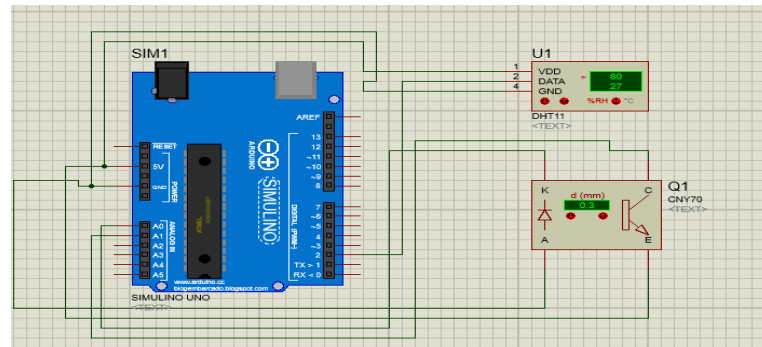 SIM1
U1
1
2
4
VDD
DATA
GND
80
27
%RH
°C
DHT11
<TEXT>
AREF
13
12
~11
~10
~9
8
RESET
5V
GND
POWER
ARDUINO
SIMULINO
DIGITAL (PWM~)
7
~6
~5
4
~3
2
TX > 1
RX < 0
A0
A1
A2
A3
A4
A5
ANALOG IN
ATMEL
www.arduino.cc
blogembarcado.blogspot.com
SIMULINO UNO
<TEXT>
Q1
CNY70
<TEXT>
K
C
d (mm)
0.3
A
E